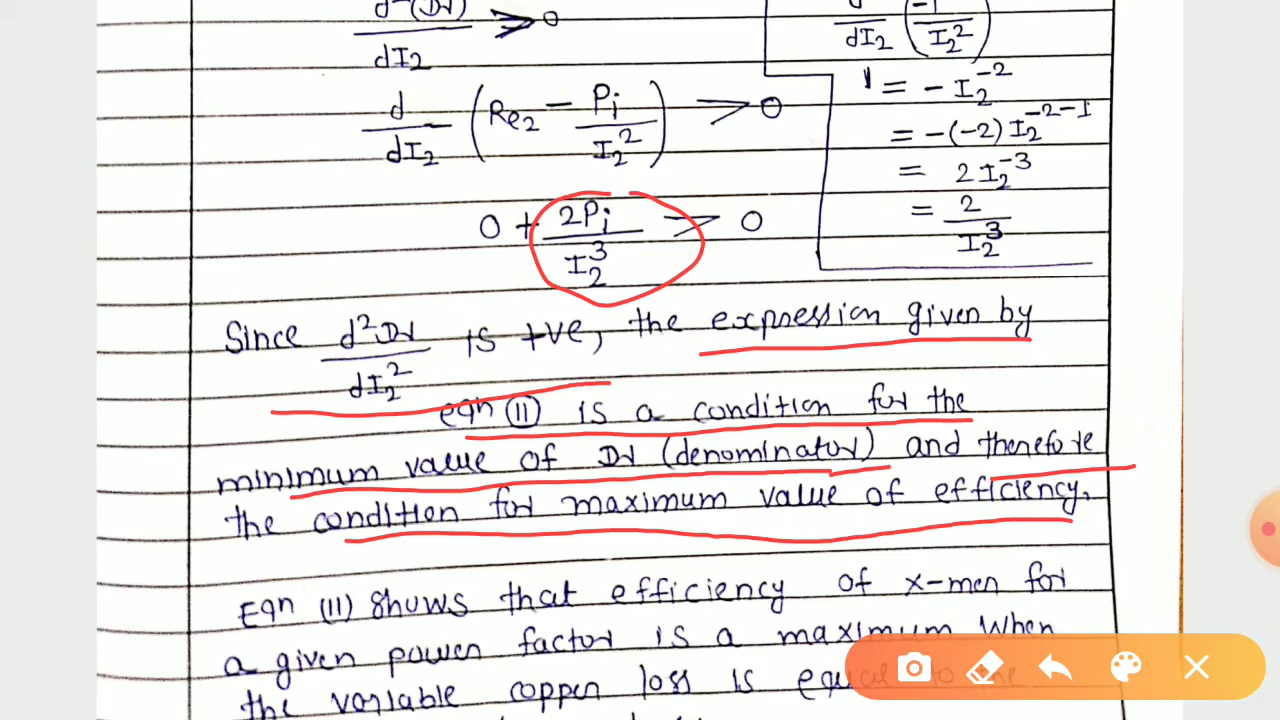 d²(Dr)/dI₂ > 0
d/dI₂ (Re₂ - Pi/I₂²) > 0
0 + 2Pi/I₂³ > 0
d/dI₂ (-1/I₂²)
= - I₂⁻²
= -(-2) I₂⁻²⁻¹
= 2 I₂⁻³
= 2/I₂³
Since d²Dr/dI₂² is +ve, the expression given by
eqn (11) is a condition for the
minimum value of Dr (denominator) and therefore
the condition for maximum value of efficiency.
Eqn (11) shows that efficiency of x-mer for
a given power factor is a maximum when
the variable copper loss is